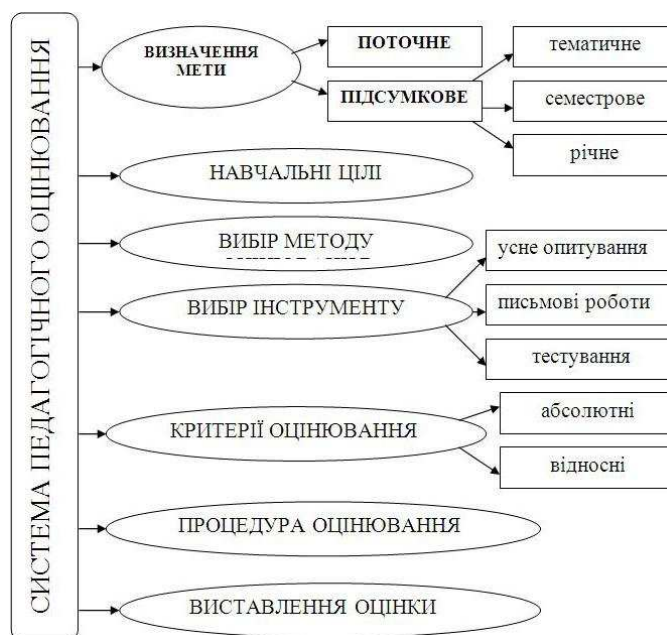 СИСТЕМА ПЕДАГОГІЧНОГО ОЦІНЮВАННЯ
ВИЗНАЧЕННЯ
МЕТИ
ПОТОЧНЕ
ПІДСУМКОВЕ
тематичне
семестрове
річне
НАВЧАЛЬНІ ЦІЛІ
ВИБІР МЕТОДУ
ВИБІР ІНСТРУМЕНТУ
усне опитування
письмові роботи
тестування
КРИТЕРІЇ ОЦІНЮВАННЯ
абсолютні
відносні
ПРОЦЕДУРА ОЦІНЮВАННЯ
ВИСТАВЛЕННЯ ОЦІНКИ